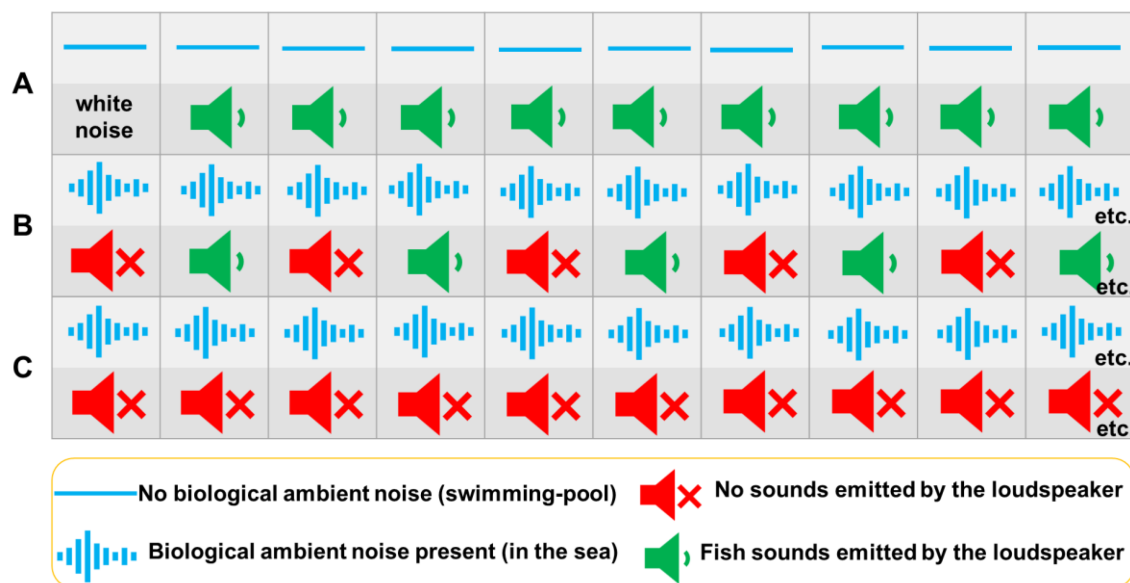 A
white
noise
etc.
B
etc.
etc.
C
etc
No biological ambient noise (swimming-pool)
No sounds emitted by the loudspeaker
Biological ambient noise present (in the sea)
Fish sounds emitted by the loudspeaker